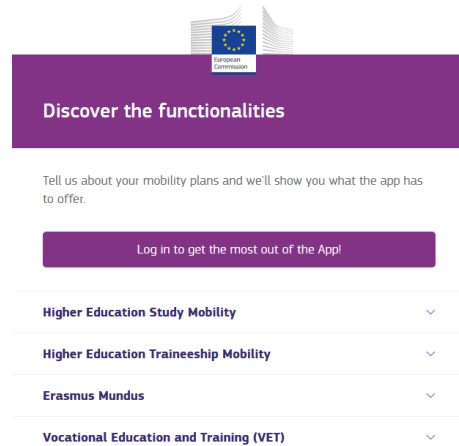 European
Commission
Discover the functionalities
Tell us about your mobility plans and we'll show you what the app has
to offer.
Log in to get the most out of the App!
Higher Education Study Mobility
Higher Education Traineeship Mobility
Erasmus Mundus
Vocational Education and Training (VET)